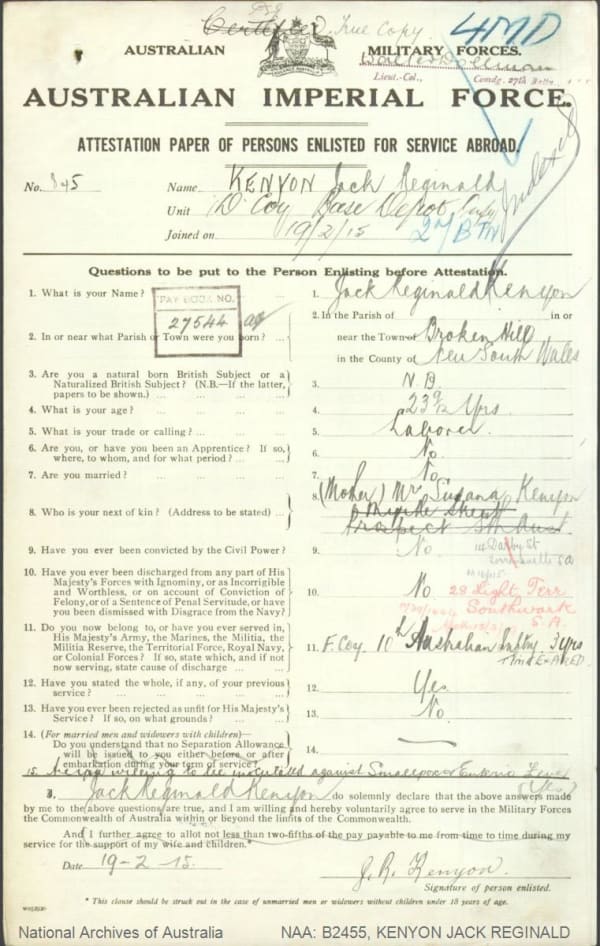 Certified True Copy
4MD
AUSTRALIAN MILITARY FORCES.
Walter Dollman
Lieut.-Col., Comdg. 27th Battn
AUSTRALIAN IMPERIAL FORCE.
ATTESTATION PAPER OF PERSONS ENLISTED FOR SERVICE ABROAD.
No. 845 Name KENYON Jack Reginald
Unit "D" Coy Base Depot, Infy
Joined on 19/2/15 27/BTN
Indexed
Questions to be put to the Person Enlisting before Attestation.
1. What is your Name? ... ... 1. Jack Reginald Kenyon
PAY BOOK NO.
27544
2. In or near what Parish or Town were you born? ... 2. In the Parish of in or
near the Town of Broken Hill
in the County of New South Wales
3. Are you a natural born British Subject or a
Naturalized British Subject? (N.B.—If the latter,
papers to be shown.) ... ... 3. N.B.
4. What is your age? ... ... 4. 23 9/12 Yrs.
5. What is your trade or calling? ... ... 5. Laborer.
6. Are you, or have you been an Apprentice? If so,
where, to whom, and for what period? ... ... 6. No
7. Are you married? ... ... 7. No.
8. Who is your next of kin? (Address to be stated) ... 8. (Mother) Mrs Susana Kenyon
Prospect Sth Aust.
9. Have you ever been convicted by the Civil Power? 9. No
14 Darby St
S A
10. Have you ever been discharged from any part of His
Majesty's Forces with Ignominy, or as Incorrigible
and Worthless, or on account of Conviction of
Felony, or of a Sentence of Penal Servitude, or have
you been Dismissed with Disgrace from the Navy? 10. No
28 Light Terr
Southwark
S.A.
11. Do you now belong to, or have you ever served in,
His Majesty's Army, the Marines, the Militia, the
Militia Reserve, the Territorial Force, Royal Navy,
or Colonial Forces? If so, state which, and if not
now serving, state cause of discharge ... ... 11. F. Coy. 10th Australian Inftry. 3 yrs
Time EXPIRED.
12. Have you stated the whole, if any, of your previous
service? ... ... 12. Yes
13. Have you ever been rejected as unfit for His Majesty's
Service? If so, on what grounds? ... ... 13. No.
14. (For married men and widowers with children)—
Do you understand that no Separation Allowance
will be issued to you either before or after
embarkation during your term of service? 14.
15. Are you willing to be inoculated against Smallpox & Enteric Fever (Yes)
I, Jack Reginald Kenyon do solemnly declare that the above answers made
by me to the above questions are true, and I am willing and hereby voluntarily agree to serve in the Military Forces
the Commonwealth of Australia within or beyond the limits of the Commonwealth.
And I further agree to allot not less than two-fifths of the pay payable to me from time to time during my
service for the support of my wife and children.*
Date 19-2-15. J. R. Kenyon
Signature of person enlisted.
* This clause should be struck out in the case of unmarried men or widowers without children under 18 years of age.
National Archives of Australia NAA: B2455, KENYON JACK REGINALD